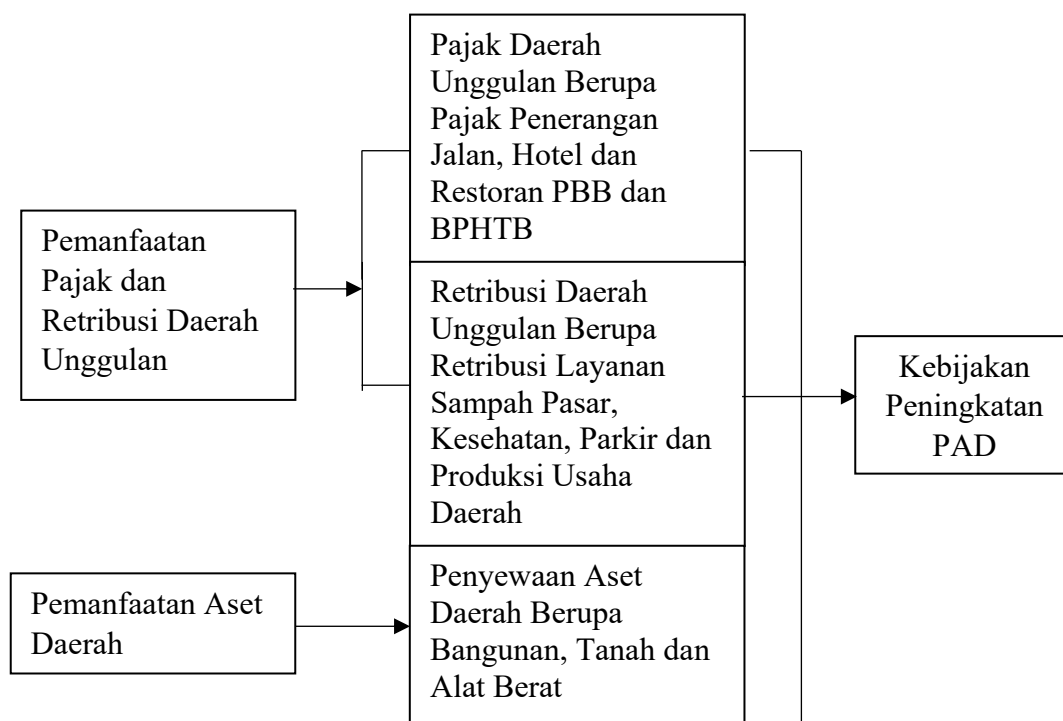 Pemanfaatan
Pajak dan
Retribusi Daerah
Unggulan
Pajak Daerah
Unggulan Berupa
Pajak Penerangan
Jalan, Hotel dan
Restoran PBB dan
BPHTB
Retribusi Daerah
Unggulan Berupa
Retribusi Layanan
Sampah Pasar,
Kesehatan, Parkir dan
Produksi Usaha
Daerah
Pemanfaatan Aset
Daerah
Penyewaan Aset
Daerah Berupa
Bangunan, Tanah dan
Alat Berat
Kebijakan
Peningkatan
PAD